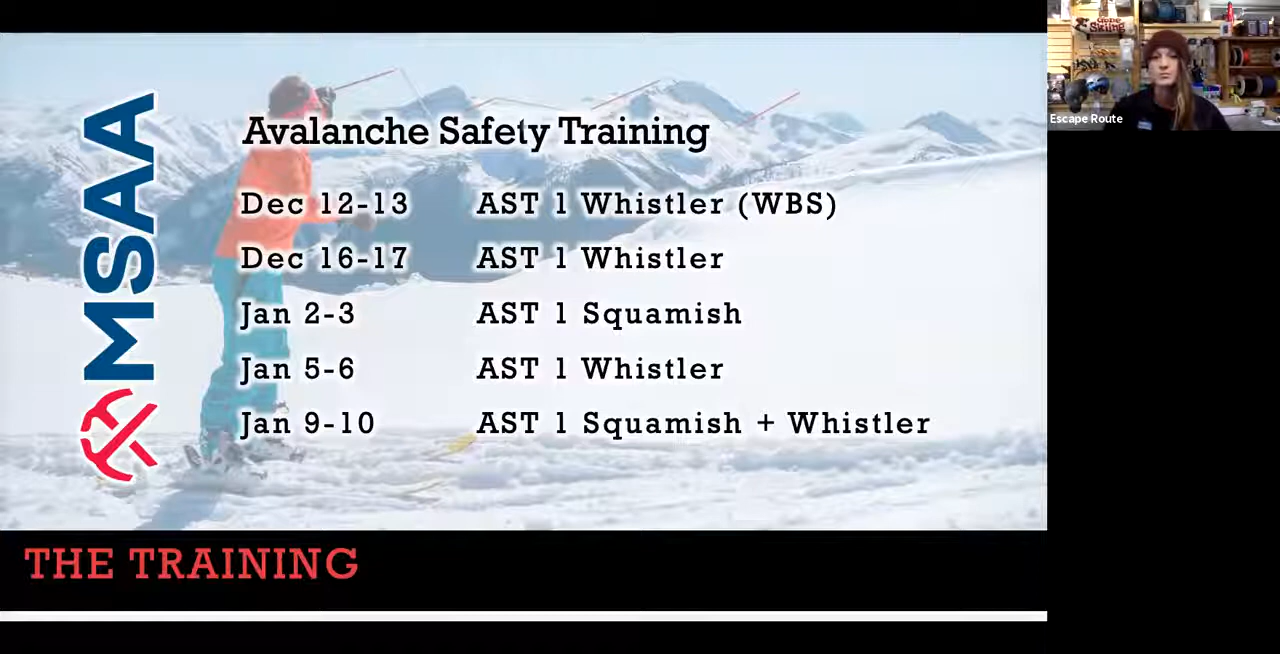 MSAA
Avalanche Safety Training
Dec 12-13 AST 1 Whistler (WBS)
Dec 16-17 AST 1 Whistler
Jan 2-3 AST 1 Squamish
Jan 5-6 AST 1 Whistler
Jan 9-10 AST 1 Squamish + Whistler
THE TRAINING
Skiing
Escape Route